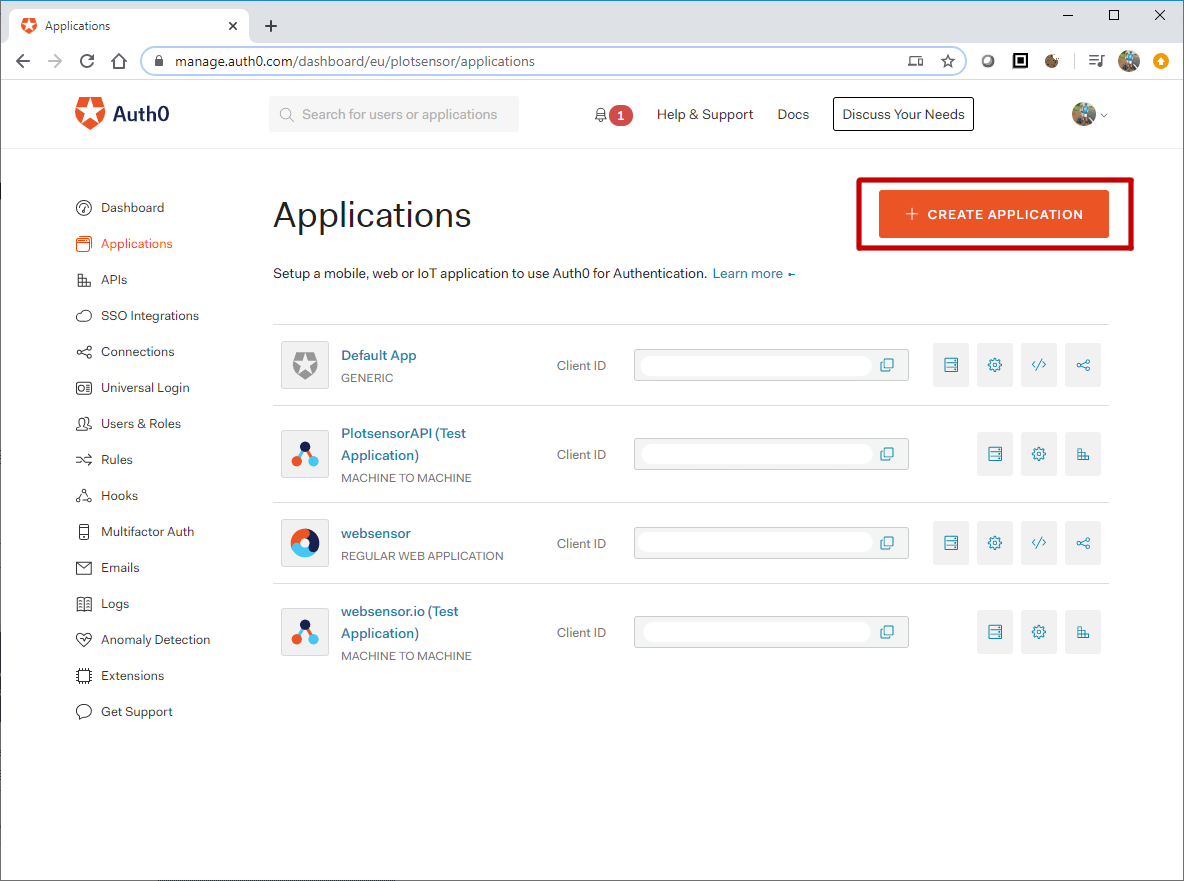 Applications
manage.auth0.com/dashboard/eu/plotsensor/applications
Auth0
Search for users or applications
1
Help & Support
Docs
Discuss Your Needs
Dashboard
Applications
APIs
SSO Integrations
Connections
Universal Login
Users & Roles
Rules
Hooks
Multifactor Auth
Emails
Logs
Anomaly Detection
Extensions
Get Support
Applications
+ CREATE APPLICATION
Setup a mobile, web or IoT application to use Auth0 for Authentication. Learn more ←
Default App
GENERIC
Client ID
PlotsensorAPI (Test
Application)
MACHINE TO MACHINE
Client ID
websensor
REGULAR WEB APPLICATION
Client ID
websensor.io (Test
Application)
MACHINE TO MACHINE
Client ID